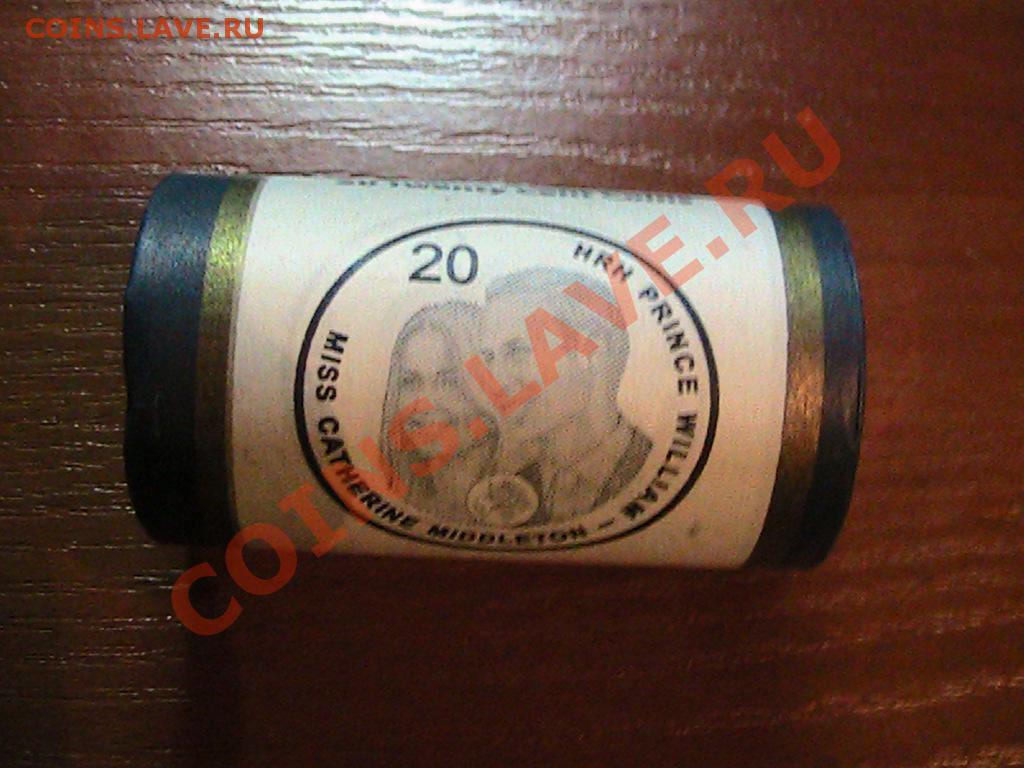 COINS.LAVE.RU
20
HRH PRINCE WILLIAM –
MISS CATHERINE MIDDLETON
COINS.LAVE.RU